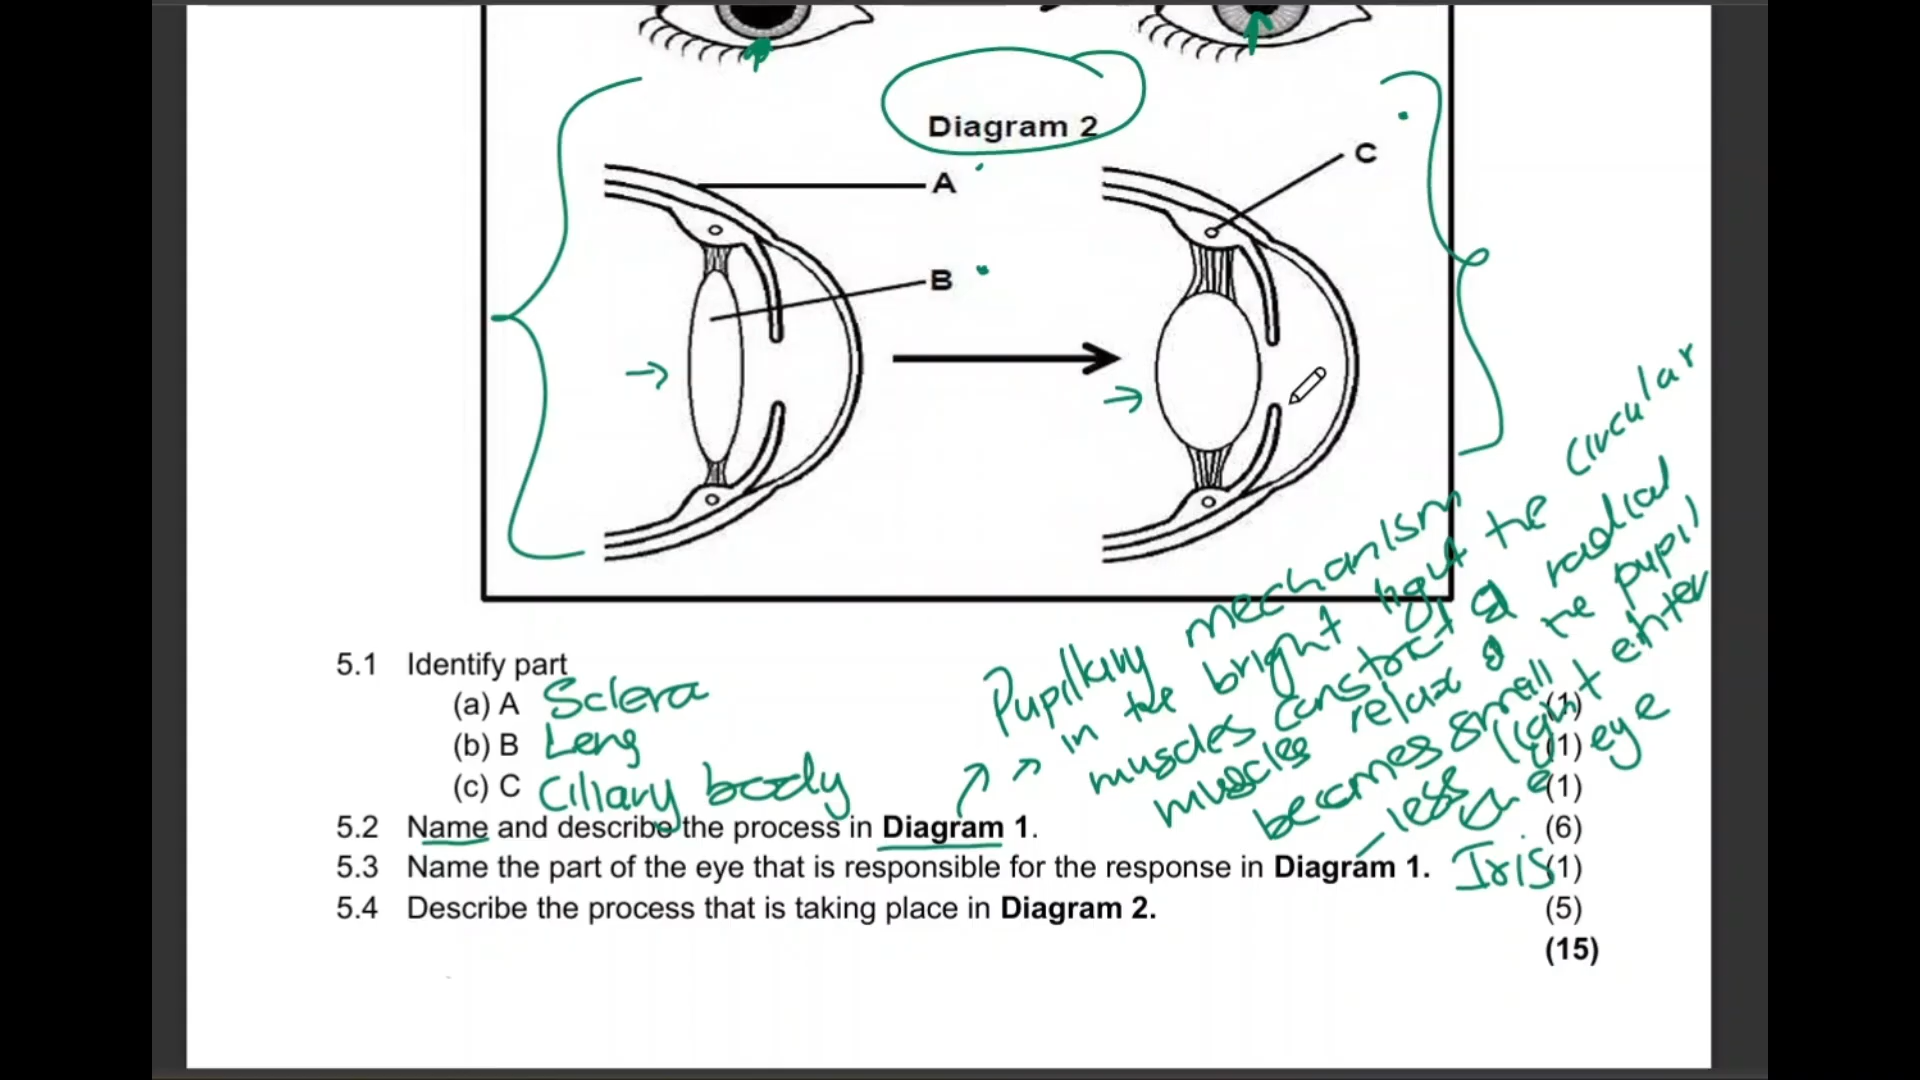 Diagram 2
C
A
B
Pupillary mechanism
in the bright light the circular
muscles constrict & radical
muscles relax & the pupil
becomes small
- less light enter
the eye
5.1 Identify part
(a) A Sclera (1)
(b) B Lens (1)
(c) C Ciliary body (1)
5.2 Name and describe the process in Diagram 1. (6)
5.3 Name the part of the eye that is responsible for the response in Diagram 1. Iris (1)
5.4 Describe the process that is taking place in Diagram 2. (5)
(15)